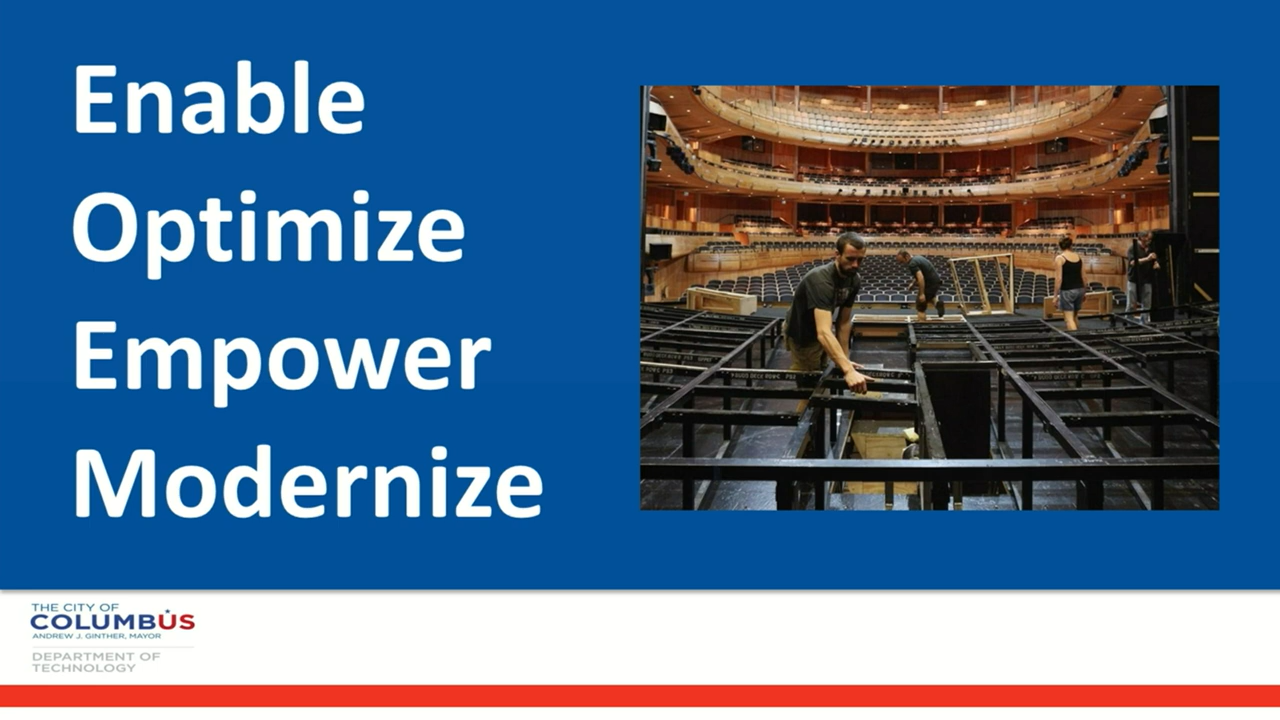 Enable
Optimize
Empower
Modernize
THE CITY OF
COLUMBUS
ANDREW J. GINTHER, MAYOR
DEPARTMENT OF
TECHNOLOGY